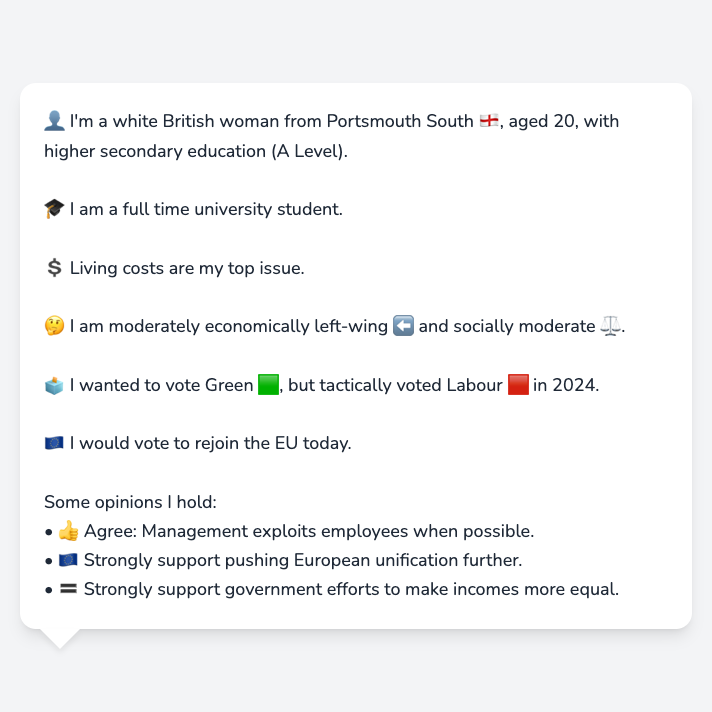 👤 I'm a white British woman from Portsmouth South 🏴󠁧󠁢󠁥󠁮󠁧󠁿, aged 20, with
higher secondary education (A Level).
🎓 I am a full time university student.
💲 Living costs are my top issue.
🤔 I am moderately economically left-wing ⬅️ and socially moderate ⚖️.
🗳️ I wanted to vote Green 🟩, but tactically voted Labour 🟥 in 2024.
🇪🇺 I would vote to rejoin the EU today.
Some opinions I hold:
• 👍 Agree: Management exploits employees when possible.
• 🇪🇺 Strongly support pushing European unification further.
• 🟰 Strongly support government efforts to make incomes more equal.